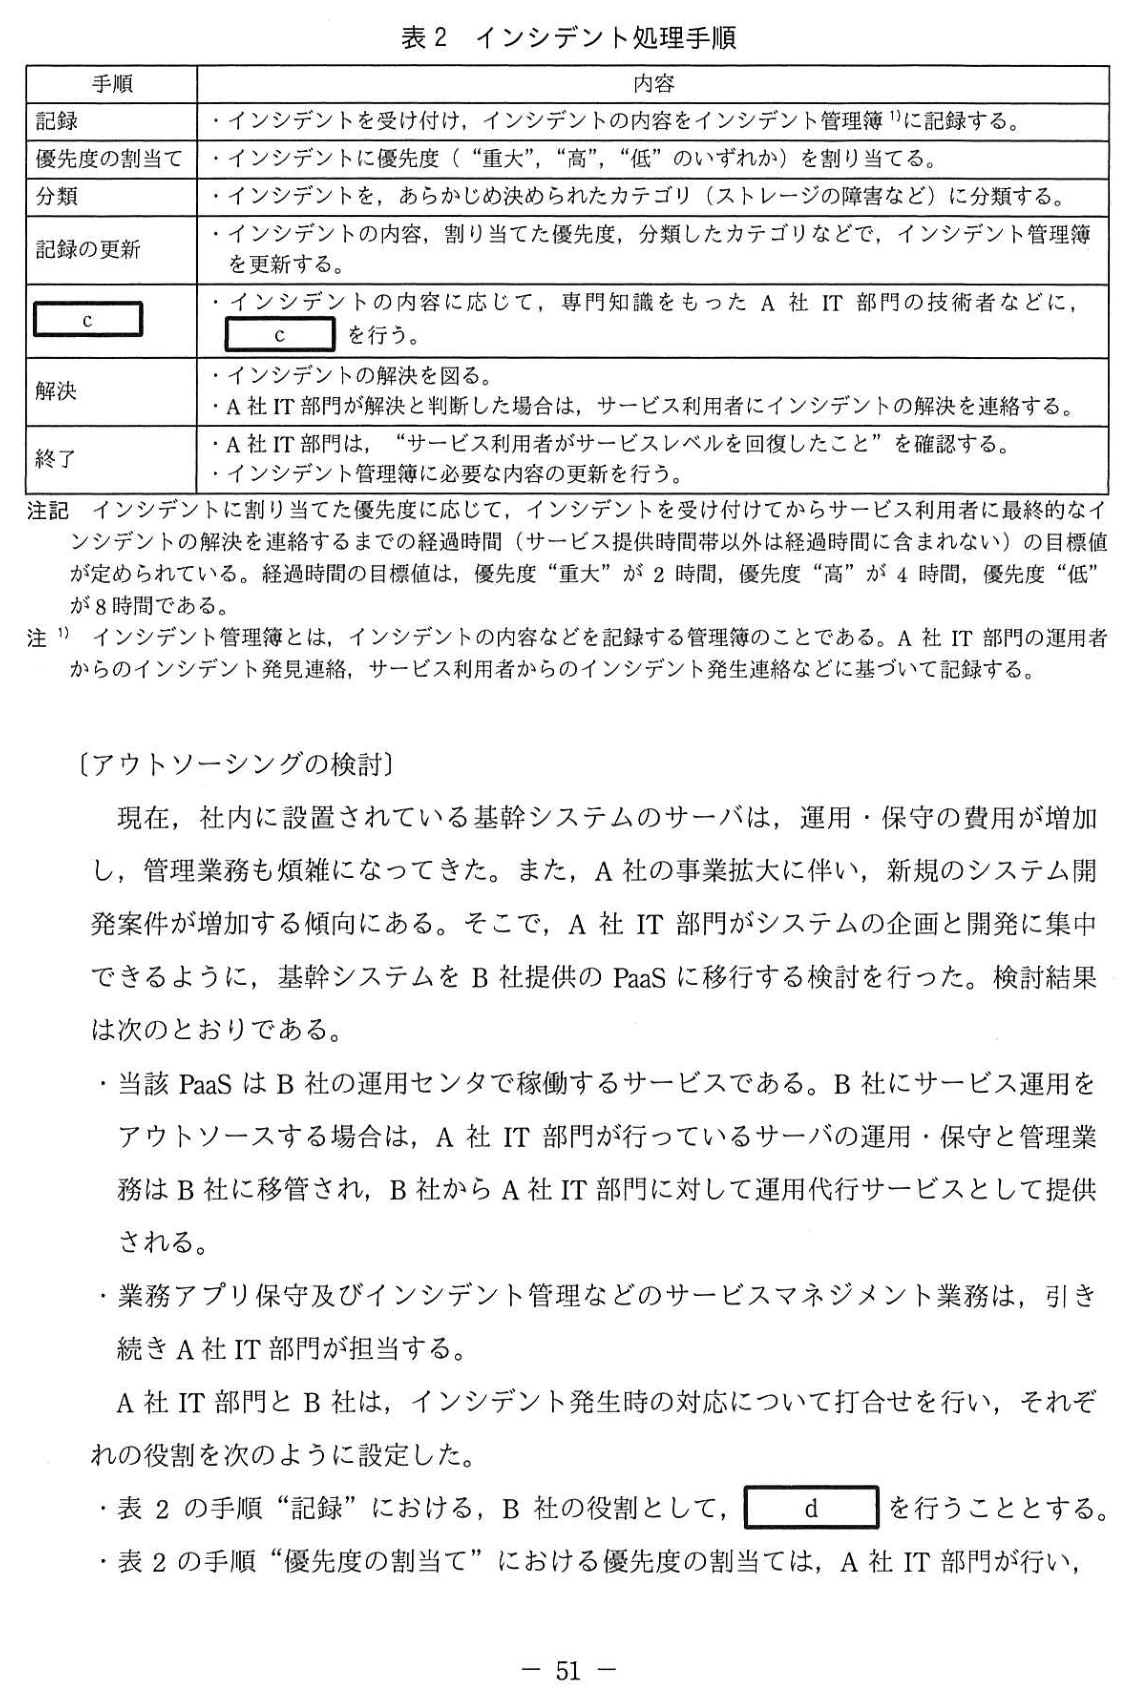 表2　インシデント処理手順
手順　内容
記録　・インシデントを受け付け，インシデントの内容をインシデント管理簿1)に記録する。
優先度の割当て　・インシデントに優先度（“重大”，“高”，“低”のいずれか）を割り当てる。
分類　・インシデントを，あらかじめ決められたカテゴリ（ストレージの障害など）に分類する。
記録の更新　・インシデントの内容，割り当てた優先度，分類したカテゴリなどで，インシデント管理簿
を更新する。
c　・インシデントの内容に応じて，専門知識をもった A 社 IT 部門の技術者などに，
c を行う。
解決　・インシデントの解決を図る。
・A 社 IT 部門が解決と判断した場合は，サービス利用者にインシデントの解決を連絡する。
終了　・A 社 IT 部門は，“サービス利用者がサービスレベルを回復したこと”を確認する。
・インシデント管理簿に必要な内容の更新を行う。
注記　インシデントに割り当てた優先度に応じて，インシデントを受け付けてからサービス利用者に最終的なイ
ンシデントの解決を連絡するまでの経過時間（サービス提供時間帯以外は経過時間に含まれない）の目標値
が定められている。経過時間の目標値は，優先度“重大”が 2 時間，優先度“高”が 4 時間，優先度“低”
が 8 時間である。
注1)　インシデント管理簿とは，インシデントの内容などを記録する管理簿のことである。A 社 IT 部門の運用者
からのインシデント発見連絡，サービス利用者からのインシデント発生連絡などに基づいて記録する。
〔アウトソーシングの検討〕
現在，社内に設置されている基幹システムのサーバは，運用・保守の費用が増加
し，管理業務も煩雑になってきた。また，A 社の事業拡大に伴い，新規のシステム開
発案件が増加する傾向にある。そこで，A 社 IT 部門がシステムの企画と開発に集中
できるように，基幹システムを B 社提供の PaaS に移行する検討を行った。検討結果
は次のとおりである。
・当該 PaaS は B 社の運用センタで稼働するサービスである。B 社にサービス運用を
アウトソースする場合は，A 社 IT 部門が行っているサーバの運用・保守と管理業
務は B 社に移管され，B 社から A 社 IT 部門に対して運用代行サービスとして提供
される。
・業務アプリ保守及びインシデント管理などのサービスマネジメント業務は，引き
続き A 社 IT 部門が担当する。
A 社 IT 部門と B 社は，インシデント発生時の対応について打合せを行い，それぞ
れの役割を次のように設定した。
・表 2 の手順“記録”における，B 社の役割として， d を行うこととする。
・表 2 の手順“優先度の割当て”における優先度の割当ては，A 社 IT 部門が行い，
－ 51 －